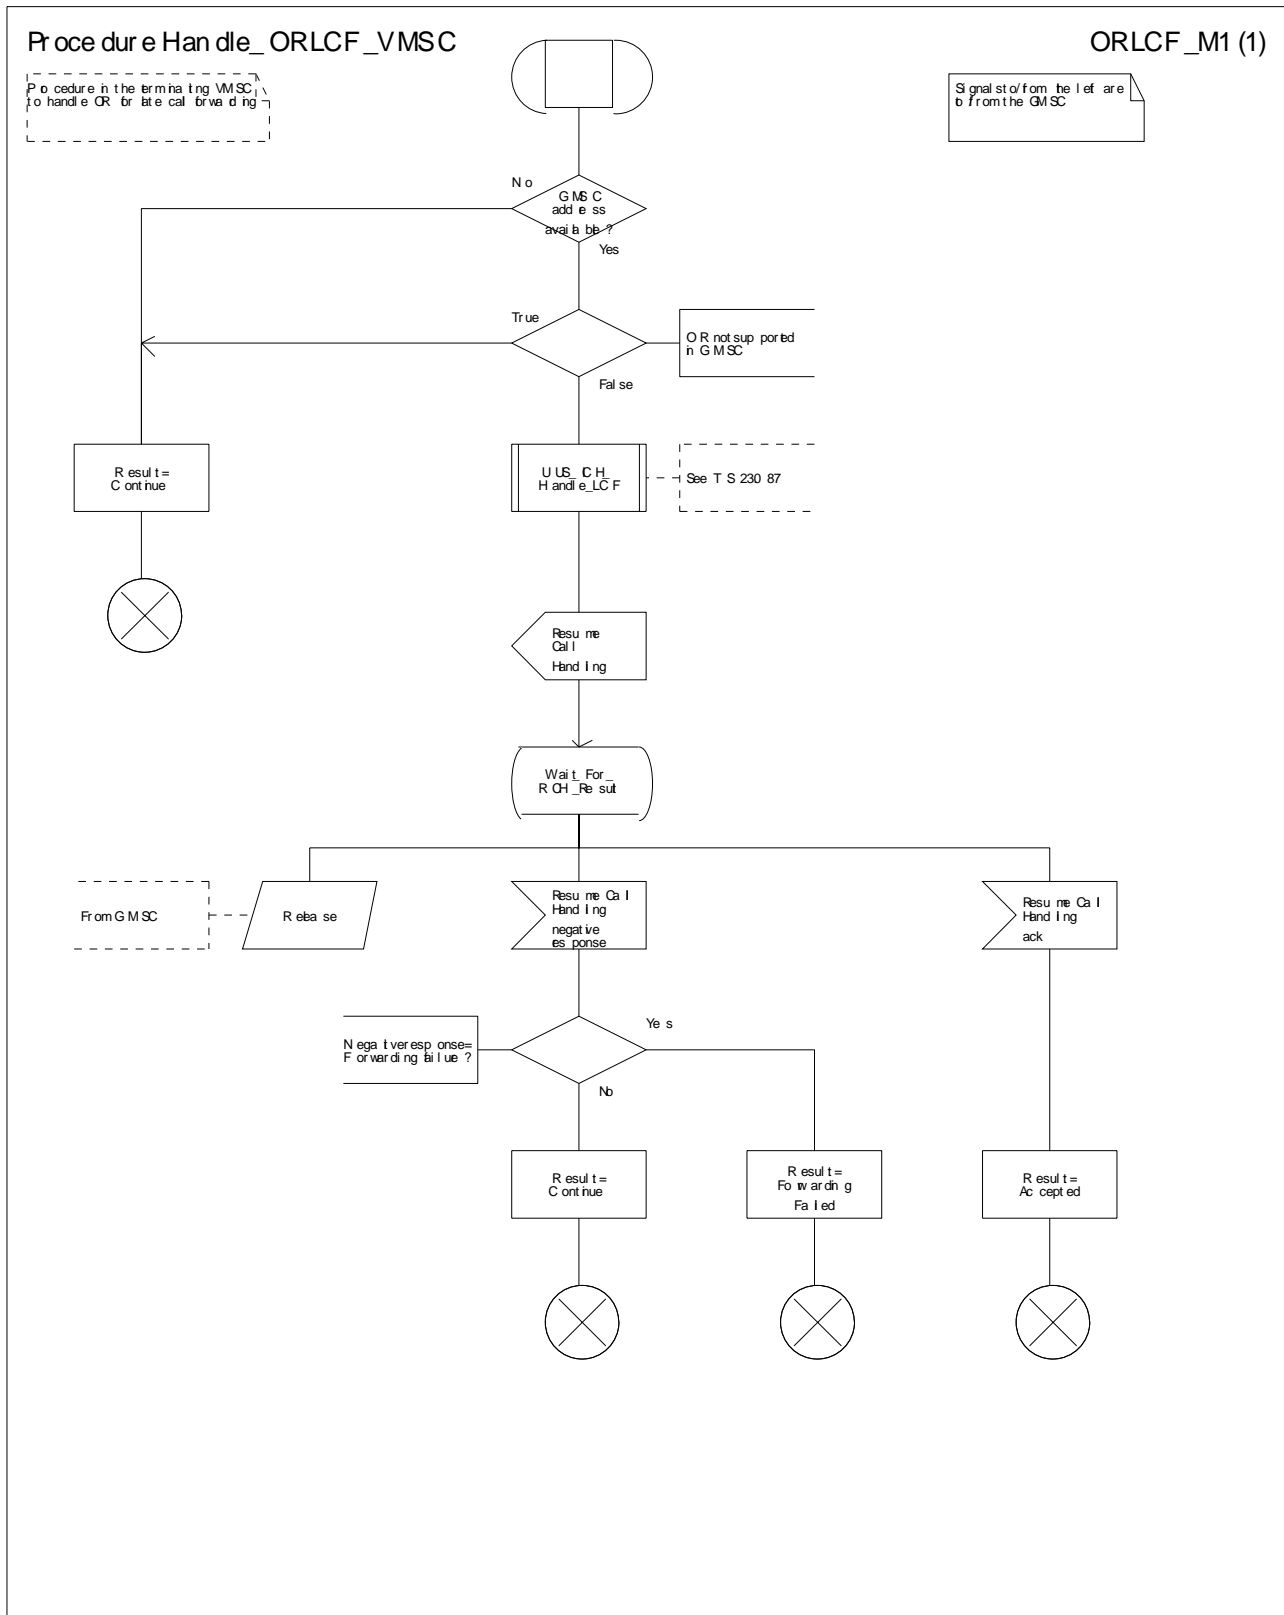 Procedure Handle_ORLCF_VMSC
ORLCF_M1(1)
Procedure in the terminating VMSC
to handle OR for late call forwarding
Signals to/from the left are
to/from the GMSC
No
GMSC
address
available?
Yes
True
OR not supported
in GMSC
False
Result=
Continue
UUS_ICH_
Handle_LCF
See TS 23087
Resume
Call
Handling
Wait_For_
RCH_Result
From GMSC
Release
Resume Call
Handling
negative
response
Resume Call
Handling
ack
Negative response=
Forwarding failure?
Yes
No
Result=
Continue
Result=
Forwarding
Failed
Result=
Accepted